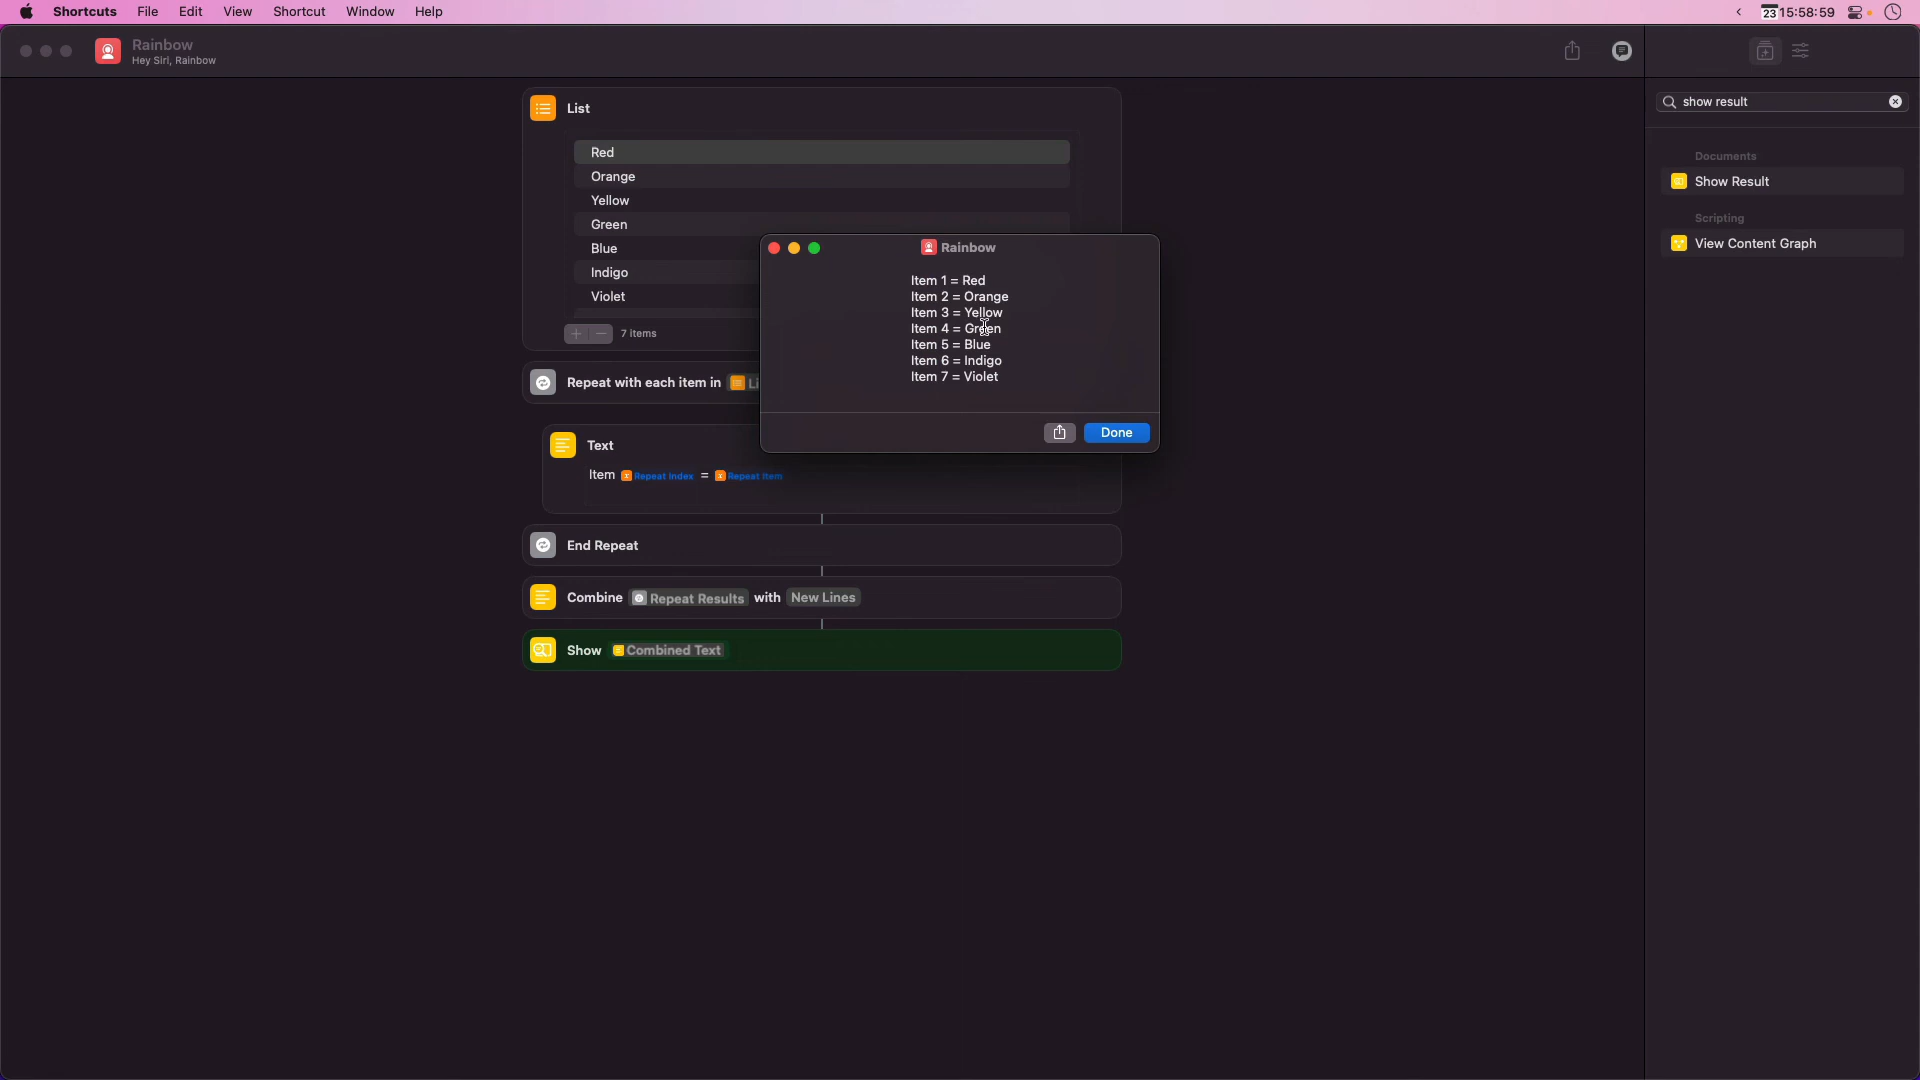 Shortcuts File Edit View Shortcut Window Help
23 15:58:59
Rainbow
Hey Siri, Rainbow
List
Red
Orange
Yellow
Green
Blue
Indigo
Violet
7 items
Repeat with each item in Li
Text
Item Repeat Index = Repeat Item
End Repeat
Combine Repeat Results with New Lines
Show Combined Text
Rainbow
Item 1 = Red
Item 2 = Orange
Item 3 = Yellow
Item 4 = Green
Item 5 = Blue
Item 6 = Indigo
Item 7 = Violet
Done
show result
Documents
Show Result
Scripting
View Content Graph